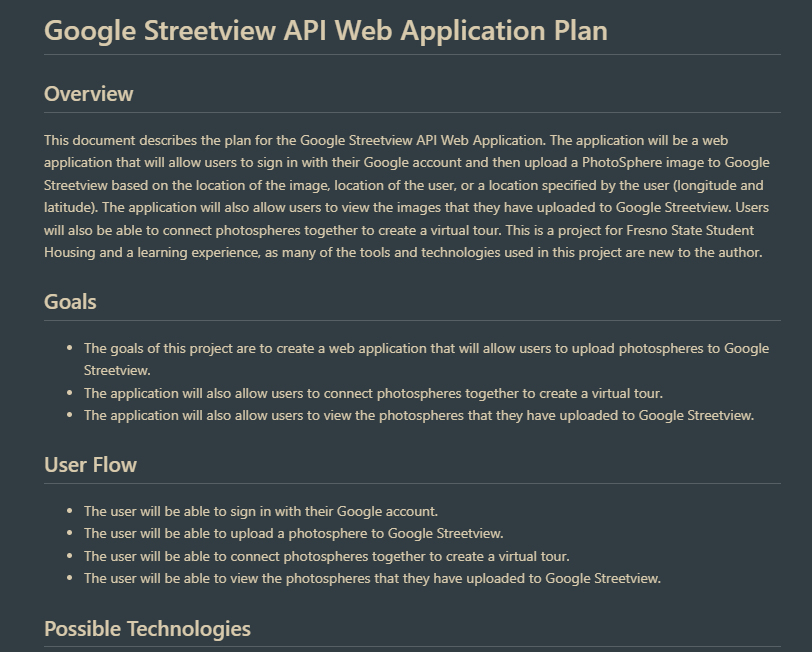 Google Streetview API Web Application Plan
Overview
This document describes the plan for the Google Streetview API Web Application. The application will be a web
application that will allow users to sign in with their Google account and then upload a PhotoSphere image to Google
Streetview based on the location of the image, location of the user, or a location specified by the user (longitude and
latitude). The application will also allow users to view the images that they have uploaded to Google Streetview. Users
will also be able to connect photospheres together to create a virtual tour. This is a project for Fresno State Student
Housing and a learning experience, as many of the tools and technologies used in this project are new to the author.
Goals
• The goals of this project are to create a web application that will allow users to upload photospheres to Google
Streetview.
• The application will also allow users to connect photospheres together to create a virtual tour.
• The application will also allow users to view the photospheres that they have uploaded to Google Streetview.
User Flow
• The user will be able to sign in with their Google account.
• The user will be able to upload a photosphere to Google Streetview.
• The user will be able to connect photospheres together to create a virtual tour.
• The user will be able to view the photospheres that they have uploaded to Google Streetview.
Possible Technologies